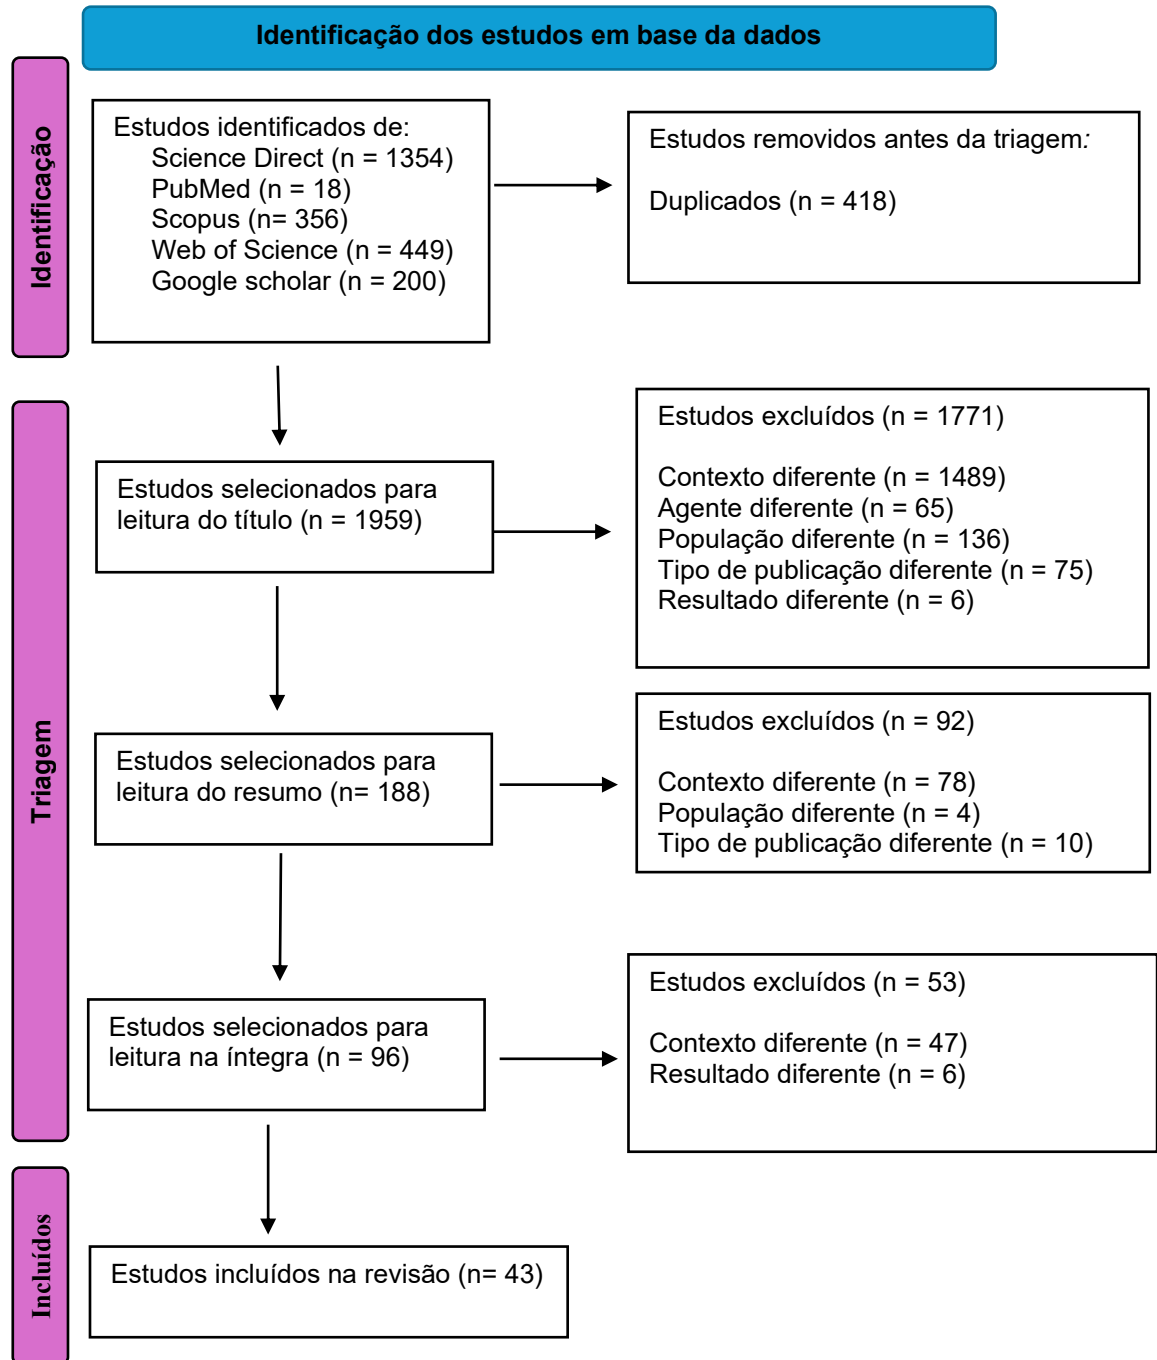 Identificação dos estudos em base da dados
Identificação
Estudos identificados de:
Science Direct (n = 1354)
PubMed (n = 18)
Scopus (n= 356)
Web of Science (n = 449)
Google scholar (n = 200)
Estudos removidos antes da triagem:
Duplicados (n = 418)
Triagem
Estudos selecionados para
leitura do título (n = 1959)
Estudos excluídos (n = 1771)
Contexto diferente (n = 1489)
Agente diferente (n = 65)
População diferente (n = 136)
Tipo de publicação diferente (n = 75)
Resultado diferente (n = 6)
Estudos selecionados para
leitura do resumo (n= 188)
Estudos excluídos (n = 92)
Contexto diferente (n = 78)
População diferente (n = 4)
Tipo de publicação diferente (n = 10)
Estudos selecionados para
leitura na íntegra (n = 96)
Estudos excluídos (n = 53)
Contexto diferente (n = 47)
Resultado diferente (n = 6)
Incluídos
Estudos incluídos na revisão (n= 43)